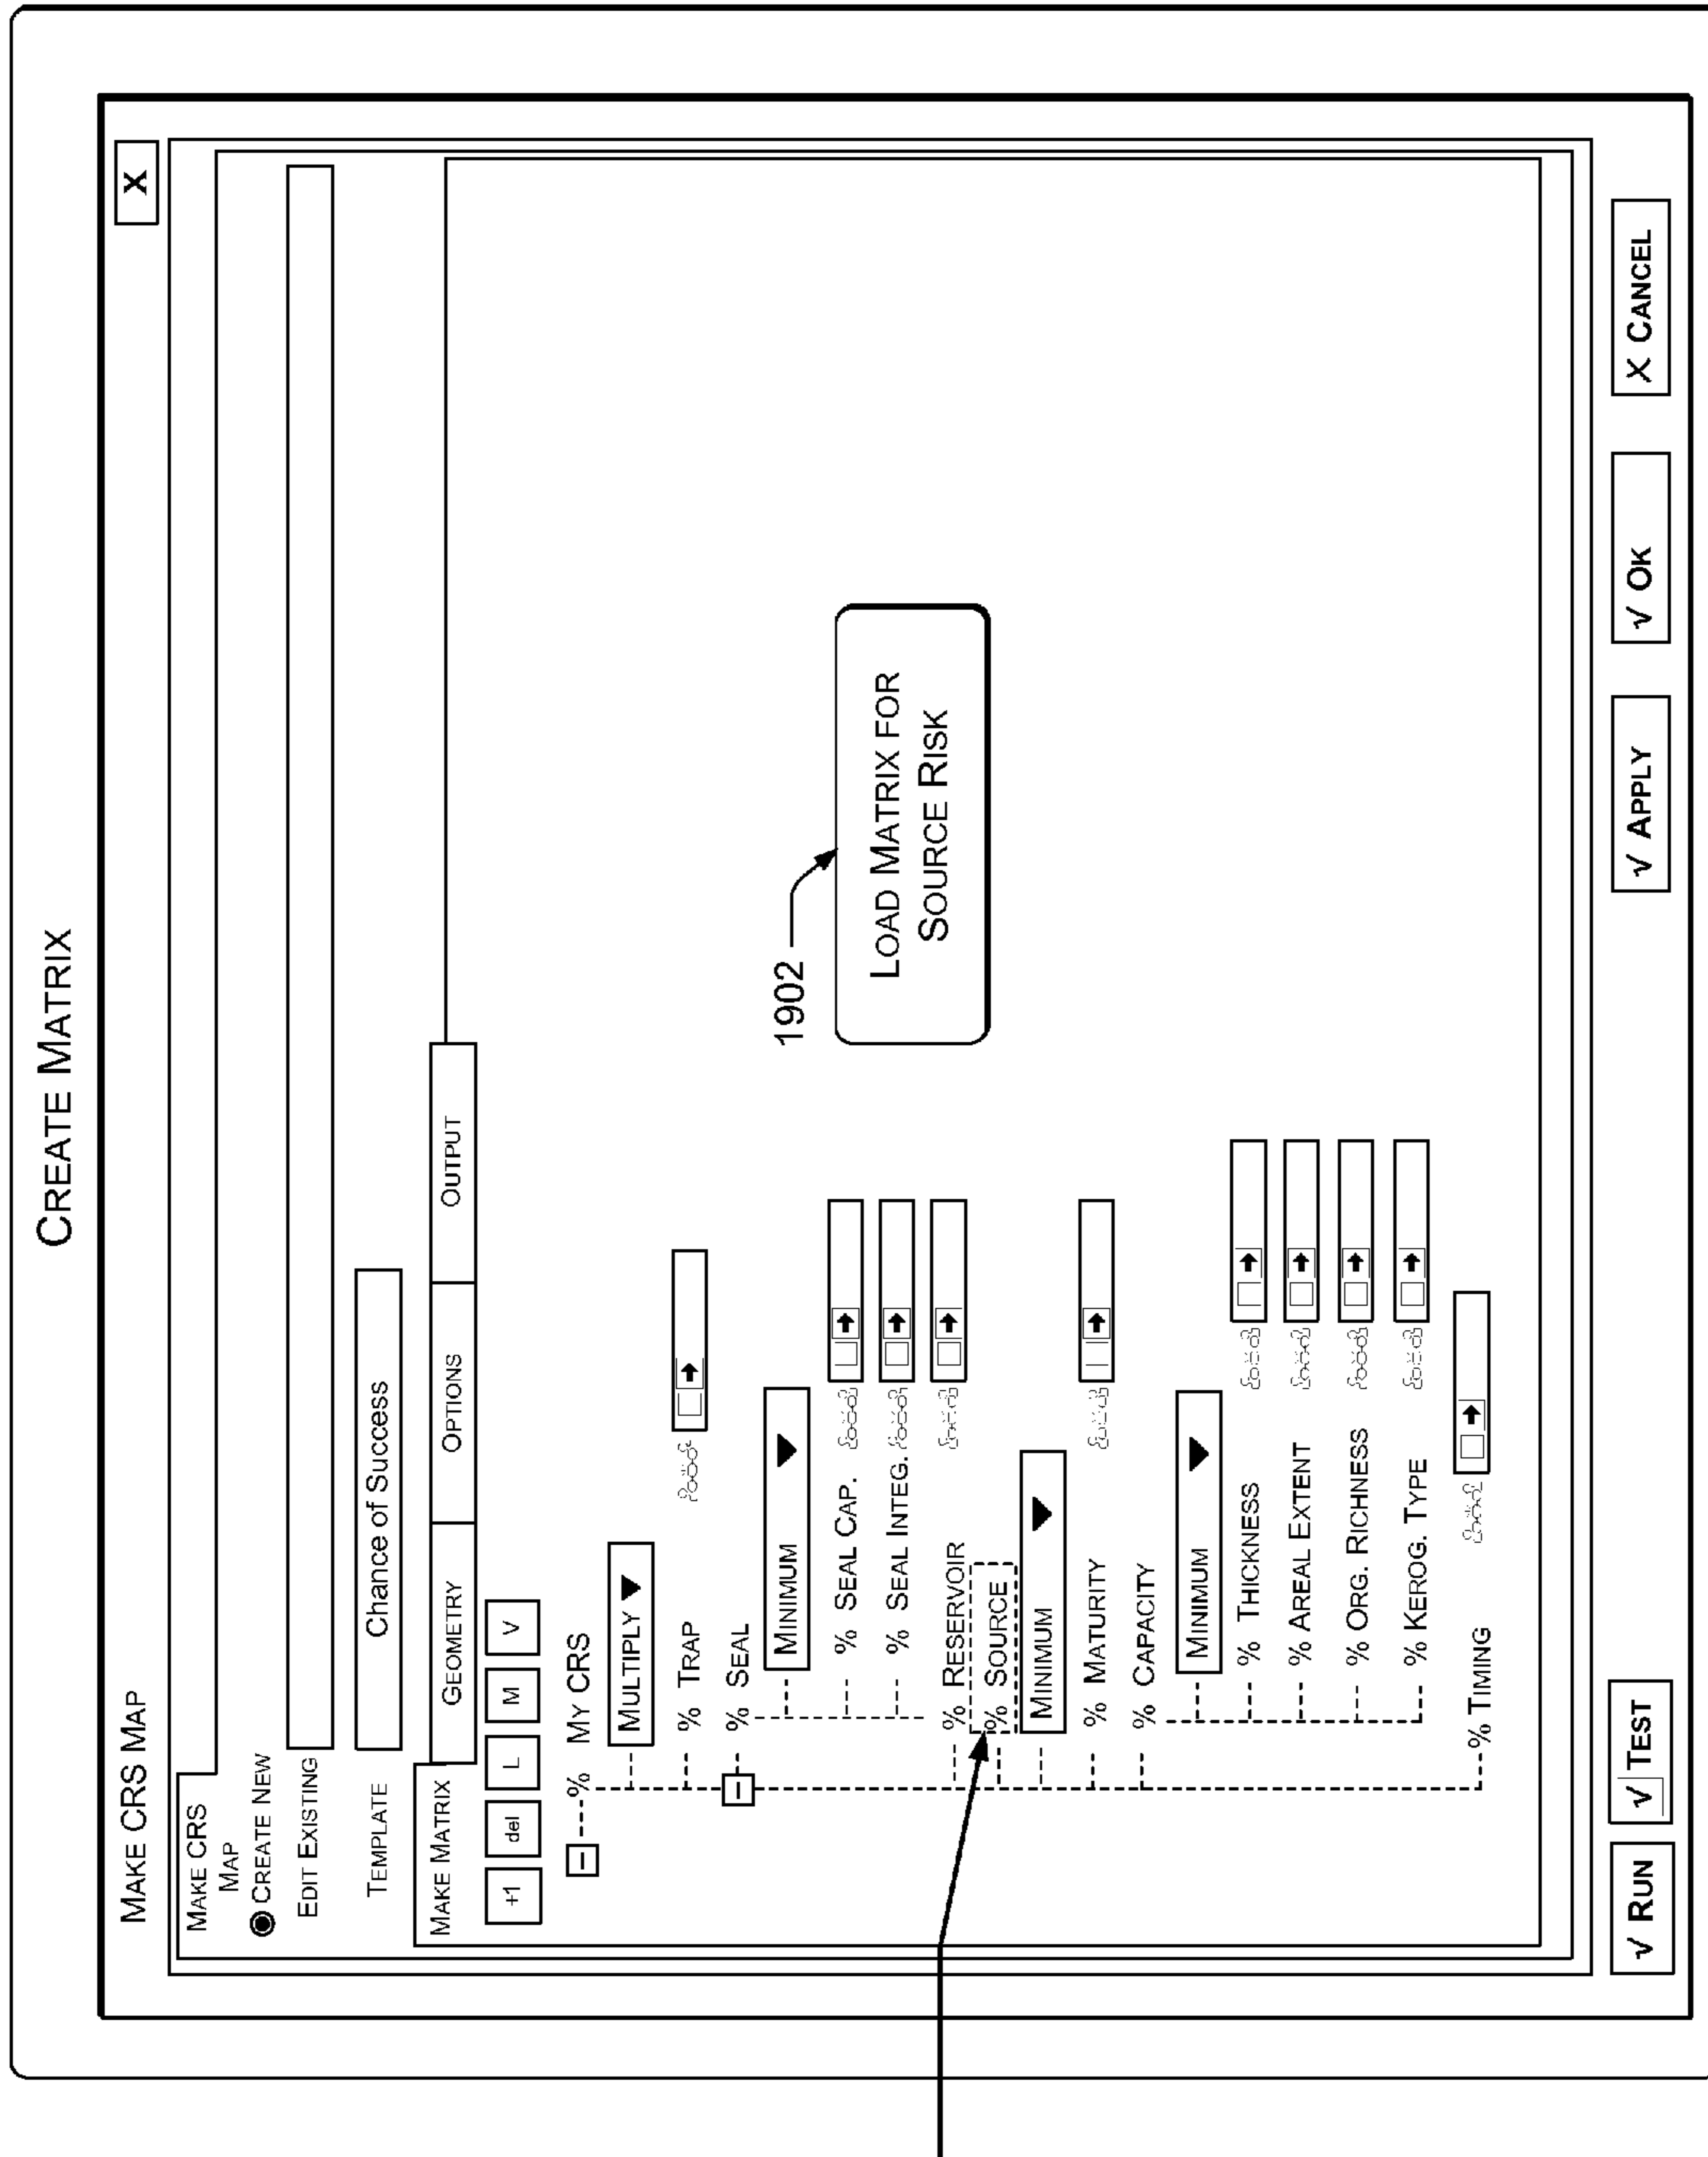 CREATE MATRIX
MAKE CRS MAP
X
MAKE CRS
MAP
CREATE NEW
EDIT EXISTING
TEMPLATE
Chance of Success
MAKE MATRIX
GEOMETRY
OPTIONS
OUTPUT
+1
del
L
M
V
% MY CRS
MULTIPLY
% TRAP
% SEAL
MINIMUM
% SEAL CAP.
% SEAL INTEG.
% RESERVOIR
% SOURCE
MINIMUM
% MATURITY
% CAPACITY
MINIMUM
% THICKNESS
% AREAL EXTENT
% ORG. RICHNESS
% KEROG. TYPE
% TIMING
1902
LOAD MATRIX FOR
SOURCE RISK
√ RUN
√ TEST
√ APPLY
√ OK
X CANCEL